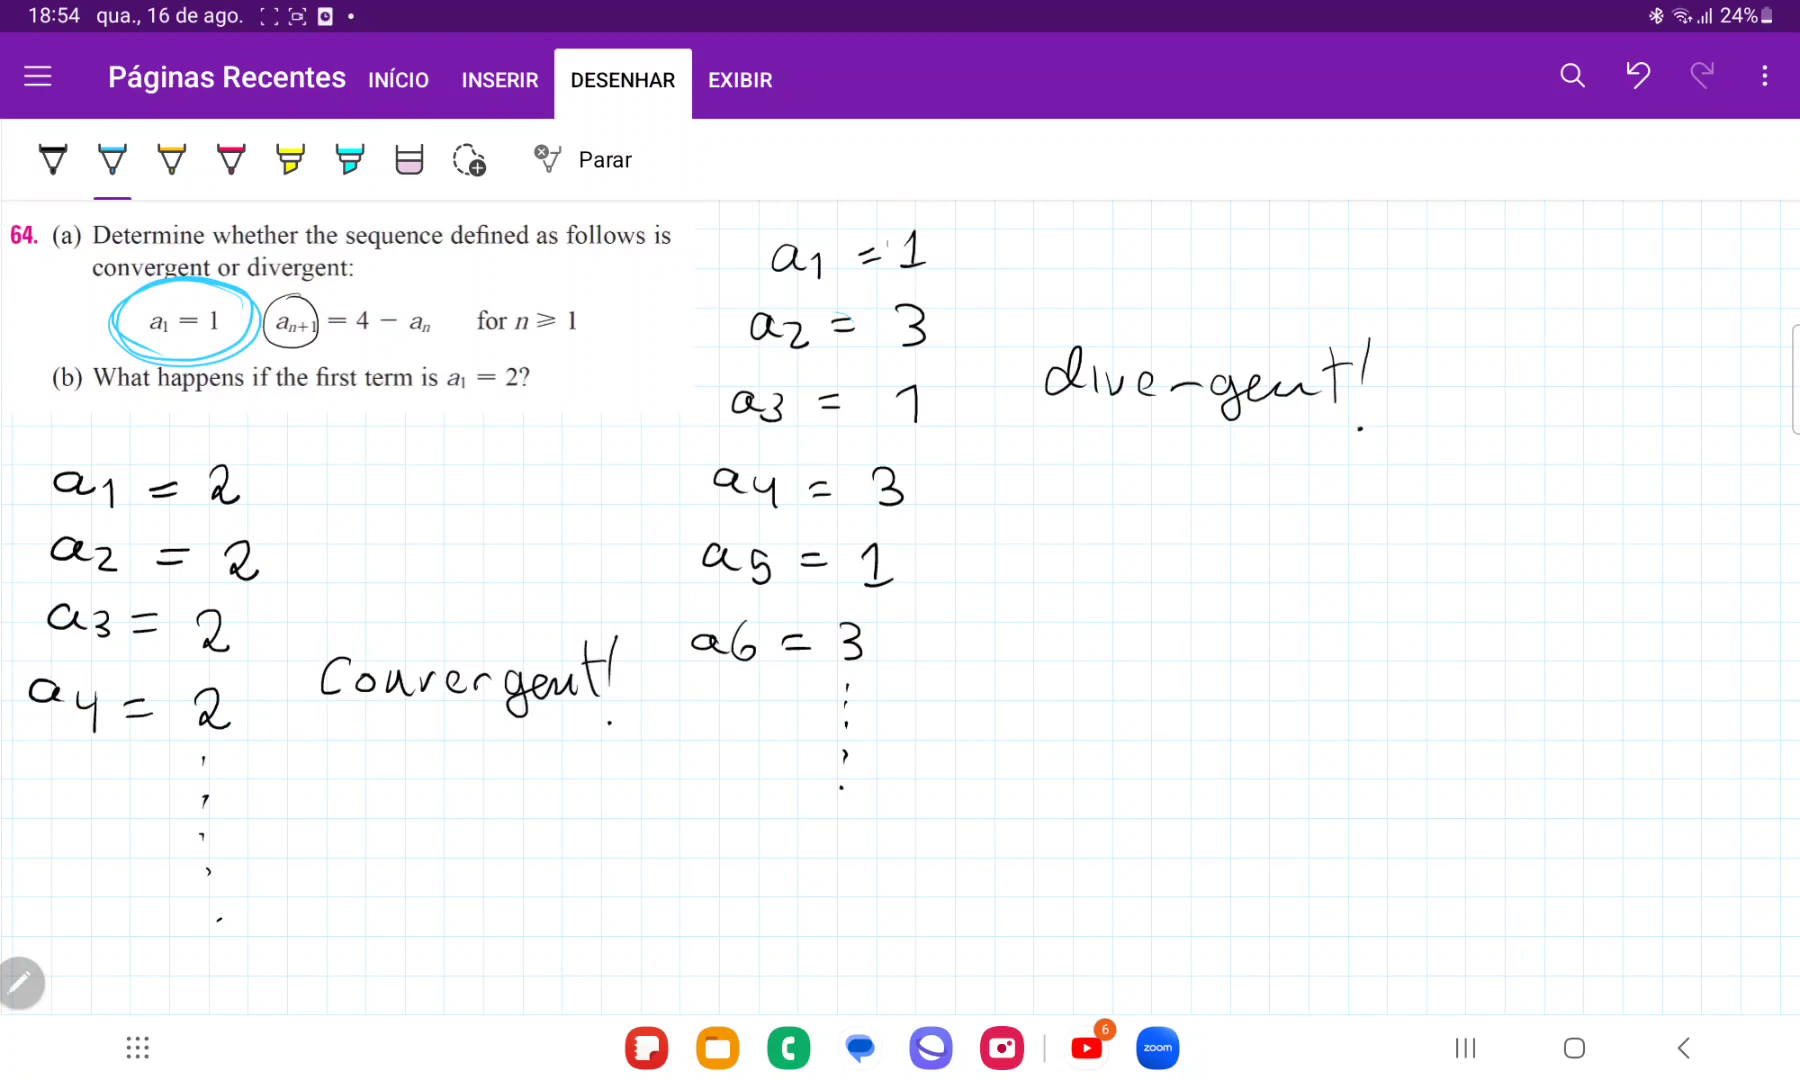 18:54 qua., 16 de ago. 24%
Páginas Recentes INÍCIO INSERIR DESENHAR EXIBIR
Parar
64. (a) Determine whether the sequence defined as follows is
convergent or divergent:
a₁ = 1 aₙ₊₁ = 4 − aₙ for n ⩾ 1
(b) What happens if the first term is a₁ = 2?
a1 = 2
a2 = 2
a3 = 2
a4 = 2
Convergent!
a1 = 1
a2 = 3
a3 = 1
a4 = 3
a5 = 1
a6 = 3
divergent!
6
zoom